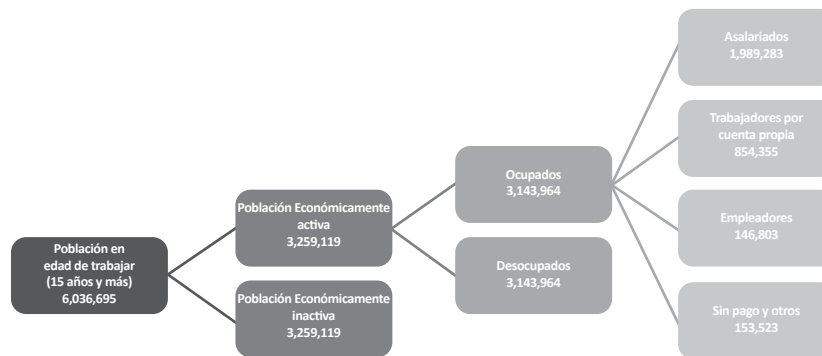 Población en
edad de trabajar
(15 años y más)
6,036,695
Población Económicamente
activa
3,259,119
Población Económicamente
inactiva
3,259,119
Ocupados
3,143,964
Desocupados
3,143,964
Asalariados
1,989,283
Trabajadores por
cuenta propia
854,355
Empleadores
146,803
Sin pago y otros
153,523